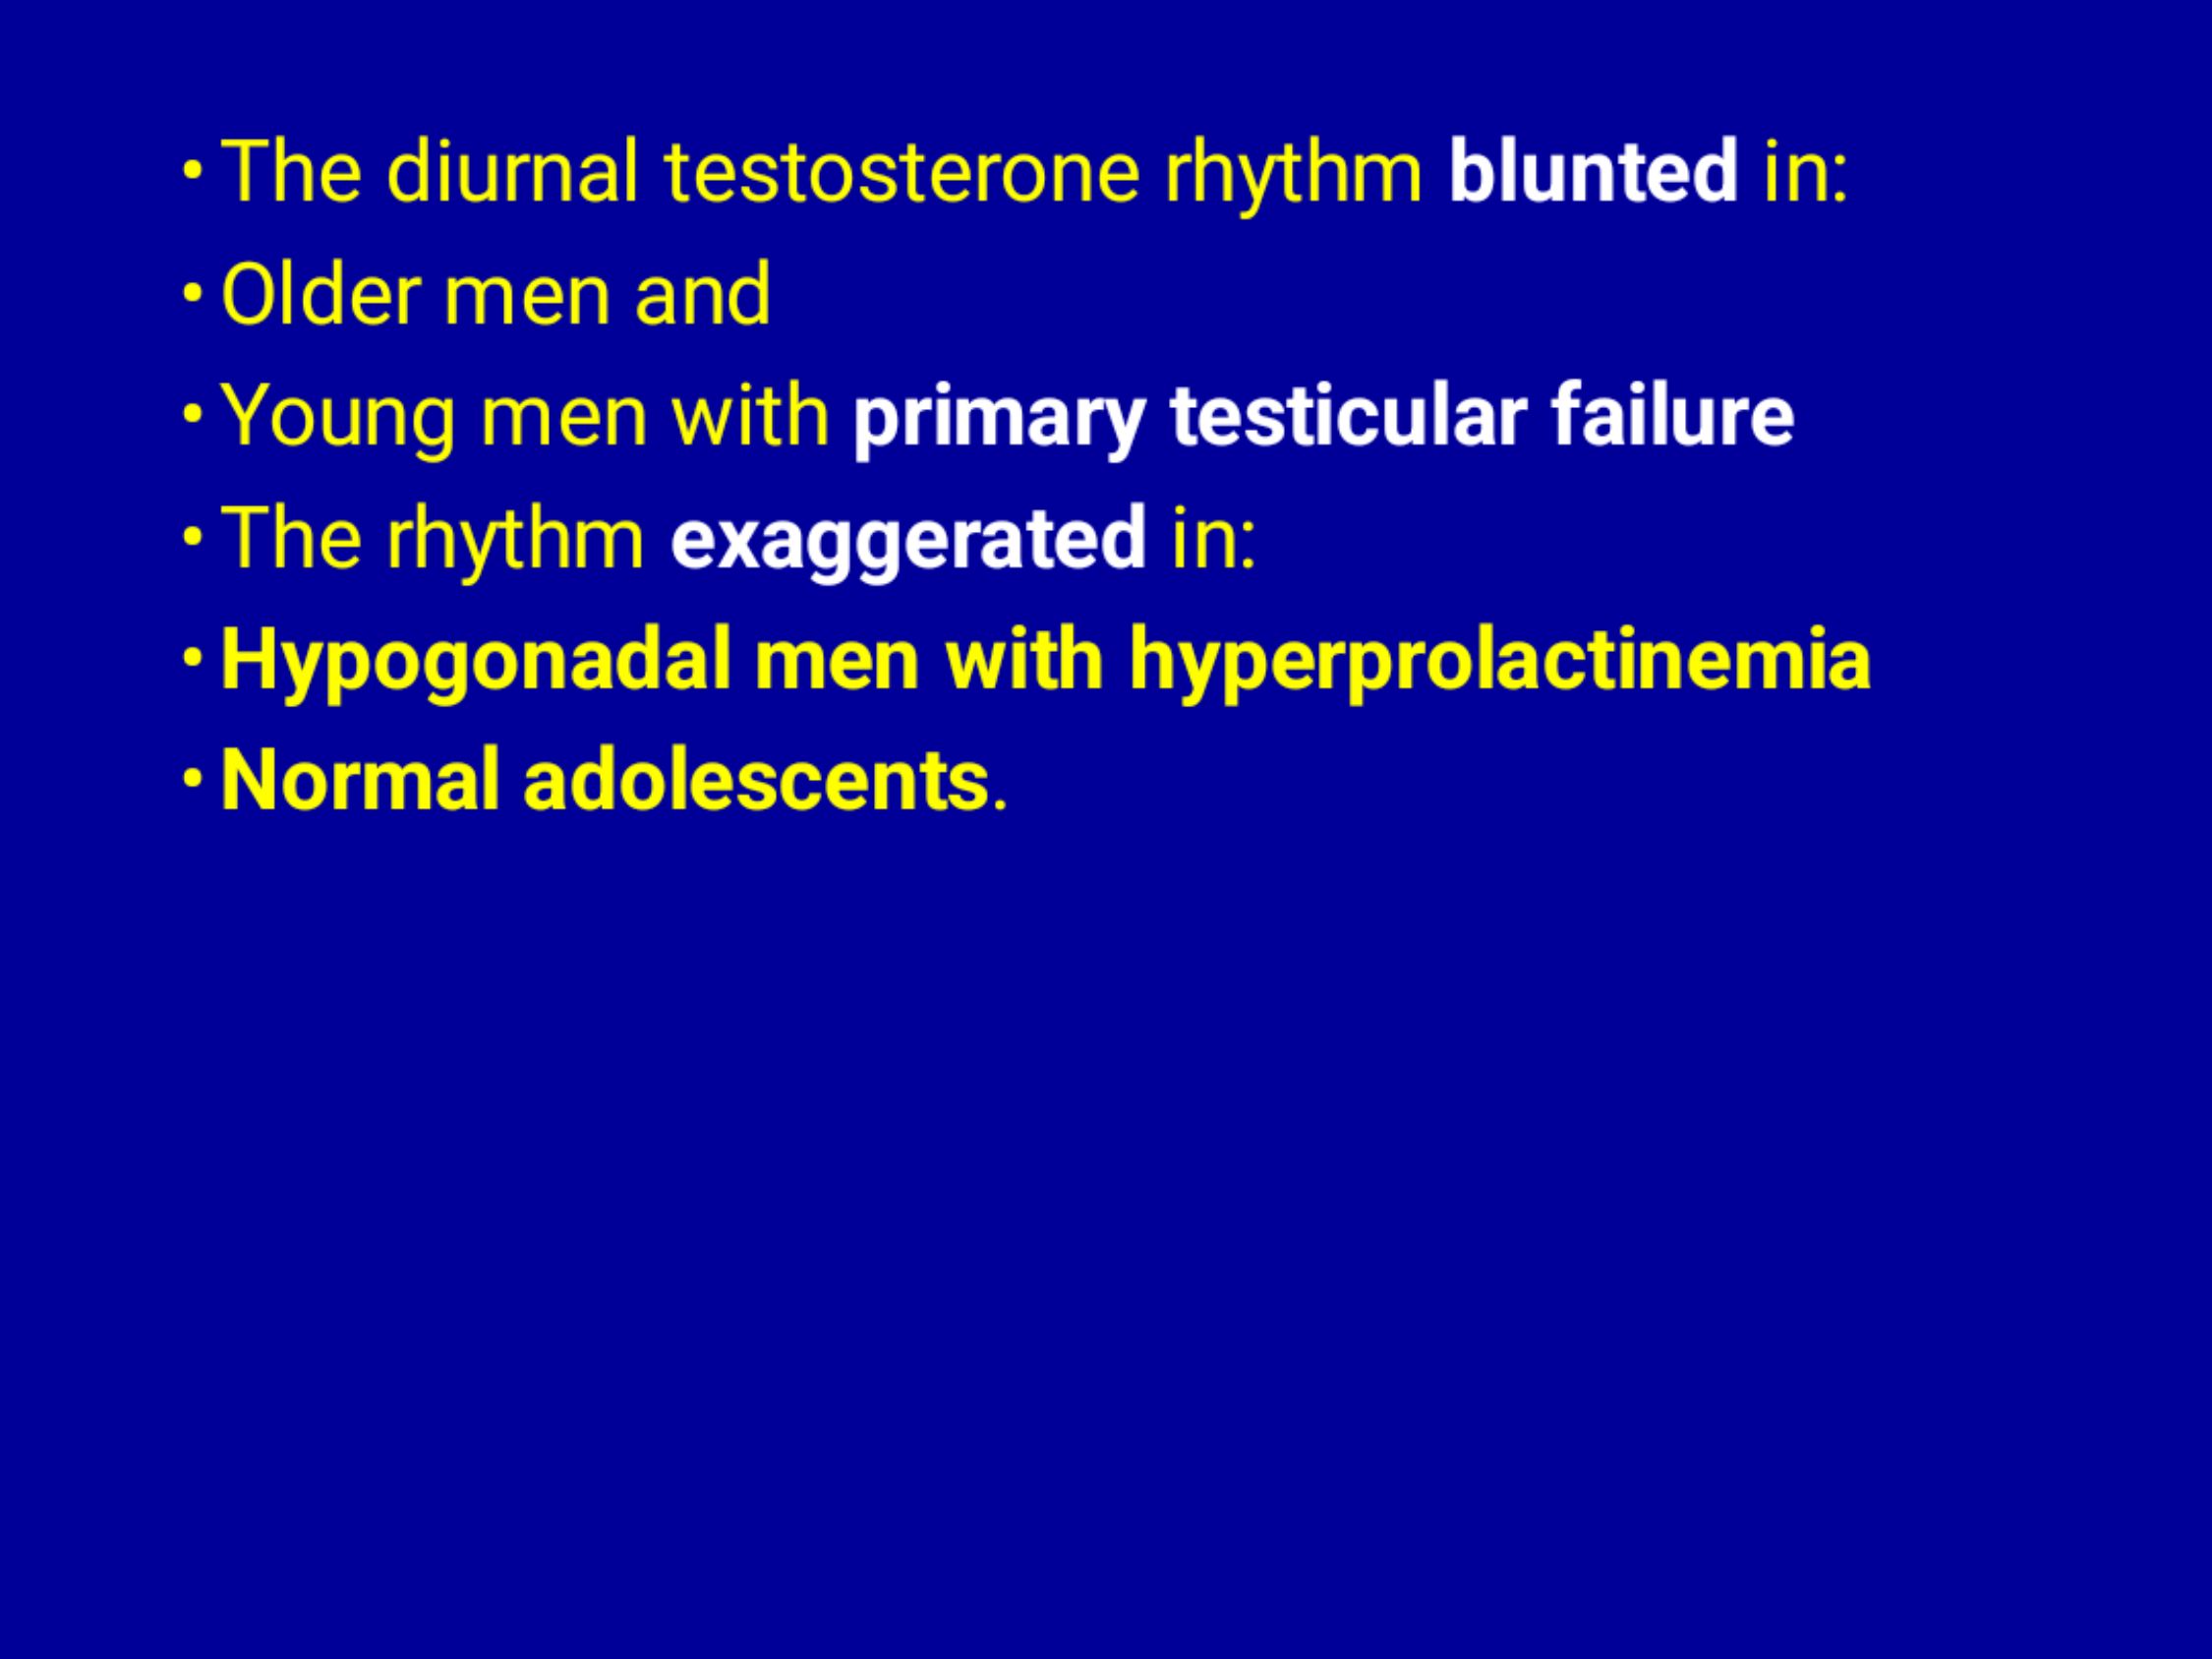 • The diurnal testosterone rhythm blunted in:
• Older men and
• Young men with primary testicular failure
• The rhythm exaggerated in:
• Hypogonadal men with hyperprolactinemia
• Normal adolescents.